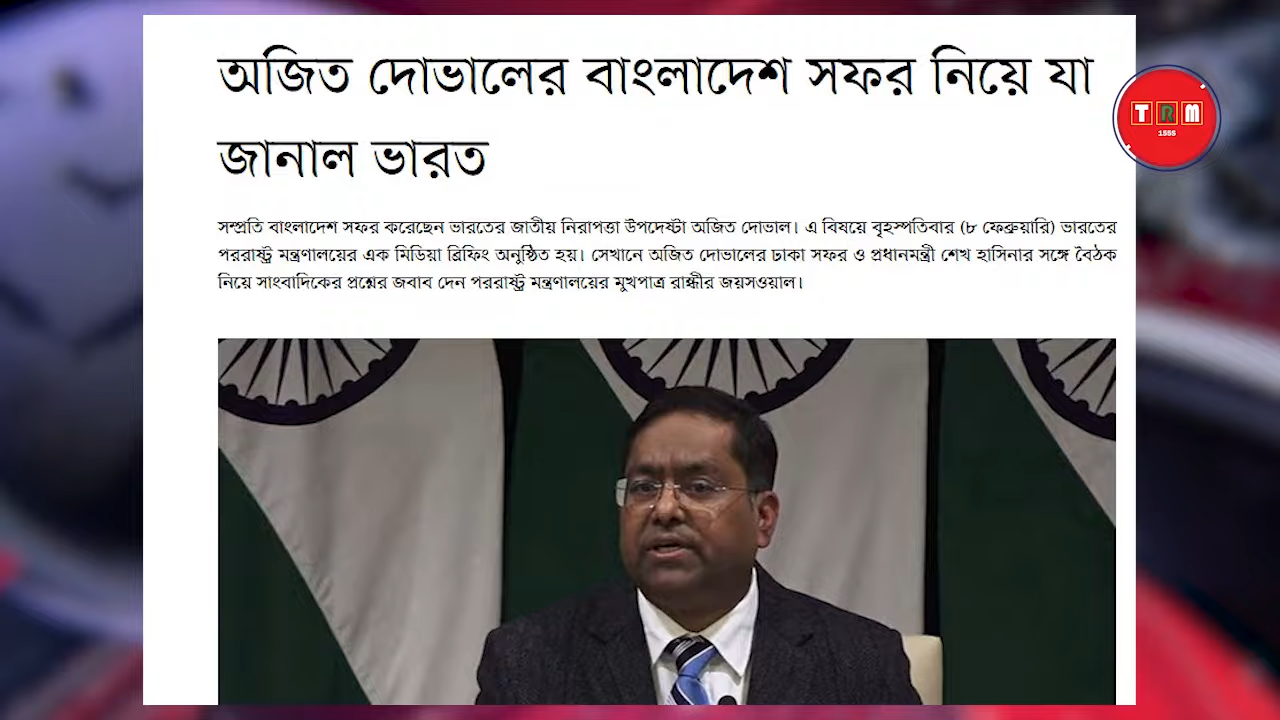 অজিত দোভালের বাংলাদেশ সফর নিয়ে যা
জানাল ভারত
সম্প্রতি বাংলাদেশ সফর করেছেন ভারতের জাতীয় নিরাপত্তা উপদেষ্টা অজিত দোভাল। এ বিষয়ে বৃহস্পতিবার (৮ ফেব্রুয়ারি) ভারতের
পররাষ্ট্র মন্ত্রণালয়ের এক মিডিয়া ব্রিফিং অনুষ্ঠিত হয়। সেখানে অজিত দোভালের ঢাকা সফর ও প্রধানমন্ত্রী শেখ হাসিনার সঙ্গে বৈঠক
নিয়ে সাংবাদিকের প্রশ্নের জবাব দেন পররাষ্ট্র মন্ত্রণালয়ের মুখপাত্র রান্ধীর জয়সওয়াল।
TRM
1555